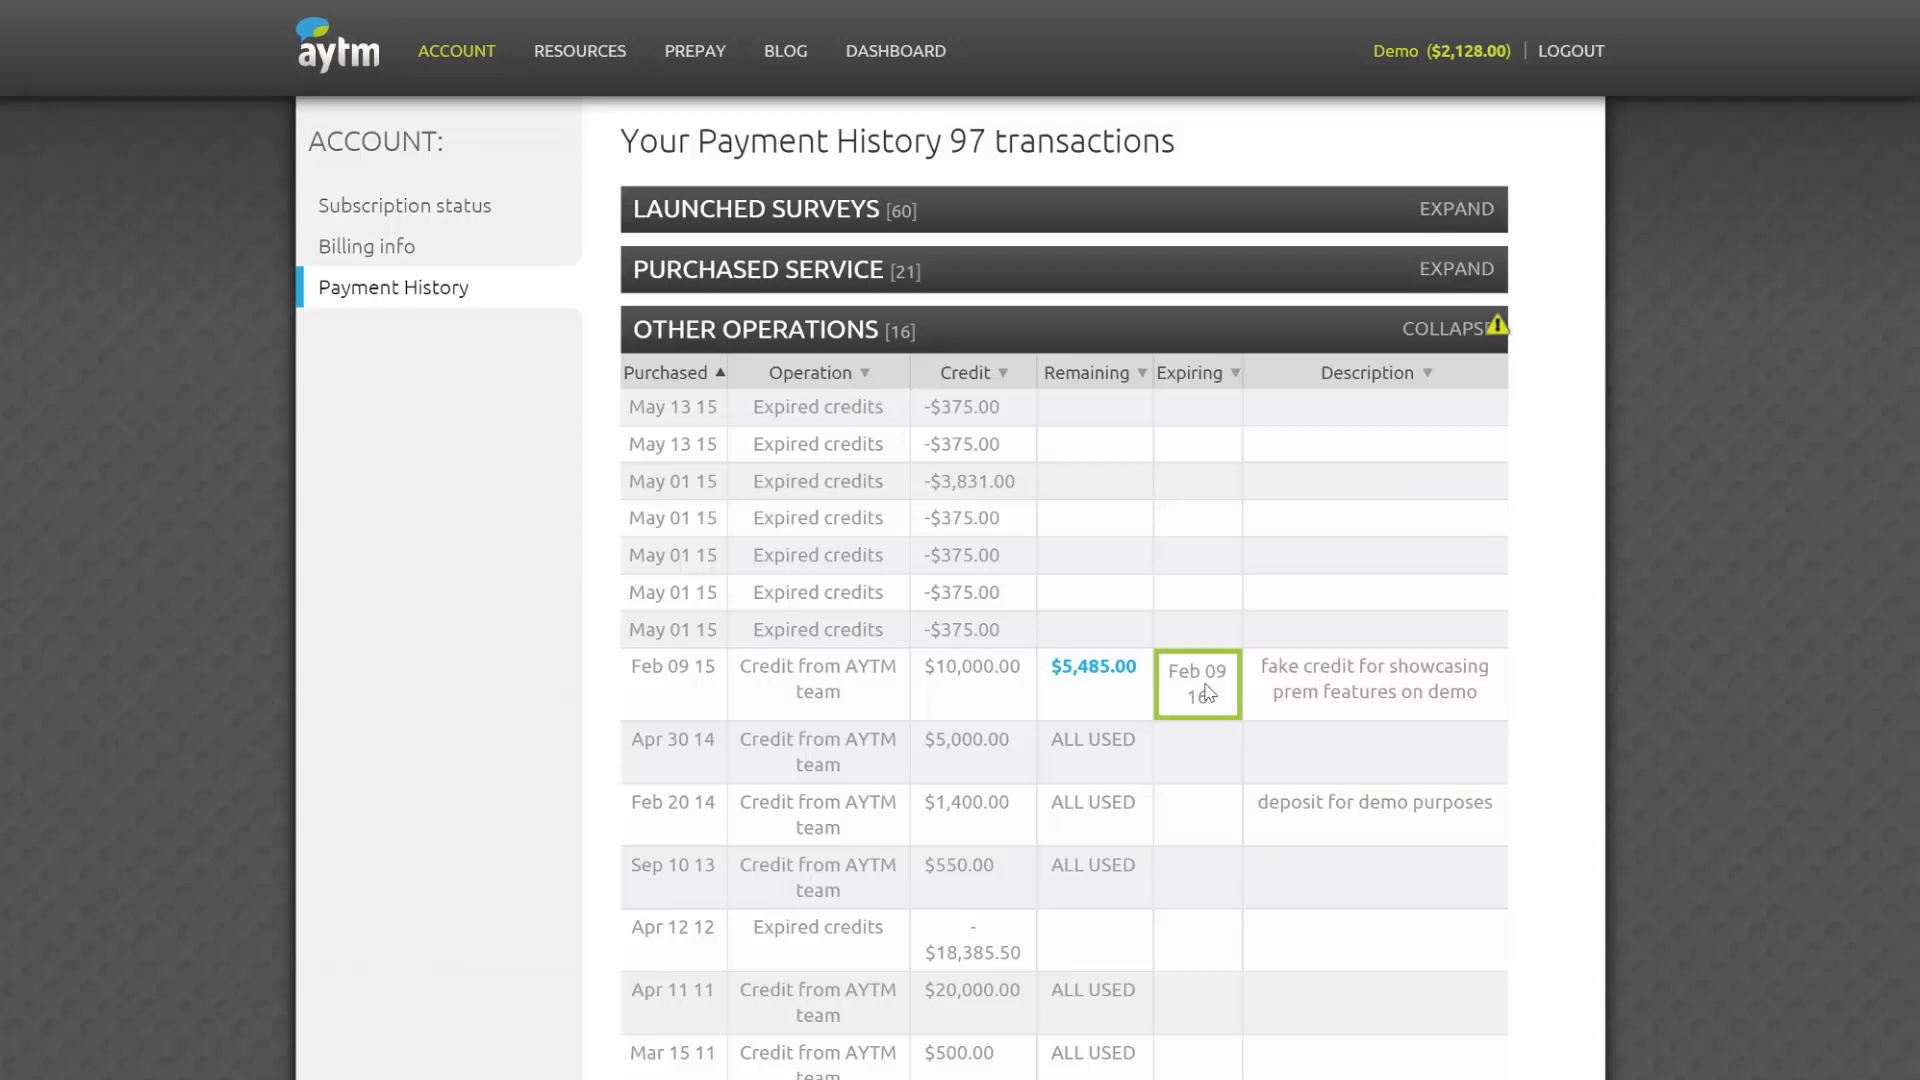 aytm
ACCOUNT RESOURCES PREPAY BLOG DASHBOARD Demo ($2,128.00) LOGOUT
ACCOUNT:
Subscription status
Billing info
Payment History
Your Payment History 97 transactions
LAUNCHED SURVEYS [60] EXPAND
PURCHASED SERVICE [21] EXPAND
OTHER OPERATIONS [16] COLLAPSE
Purchased Operation Credit Remaining Expiring Description
May 13 15 Expired credits -$375.00
May 13 15 Expired credits -$375.00
May 01 15 Expired credits -$3,831.00
May 01 15 Expired credits -$375.00
May 01 15 Expired credits -$375.00
May 01 15 Expired credits -$375.00
May 01 15 Expired credits -$375.00
Feb 09 15 Credit from AYTM $10,000.00 $5,485.00 Feb 09 fake credit for showcasing
team 16 prem features on demo
Apr 30 14 Credit from AYTM $5,000.00 ALL USED
team
Feb 20 14 Credit from AYTM $1,400.00 ALL USED deposit for demo purposes
team
Sep 10 13 Credit from AYTM $550.00 ALL USED
team
Apr 12 12 Expired credits -
$18,385.50
Apr 11 11 Credit from AYTM $20,000.00 ALL USED
team
Mar 15 11 Credit from AYTM $500.00 ALL USED
team